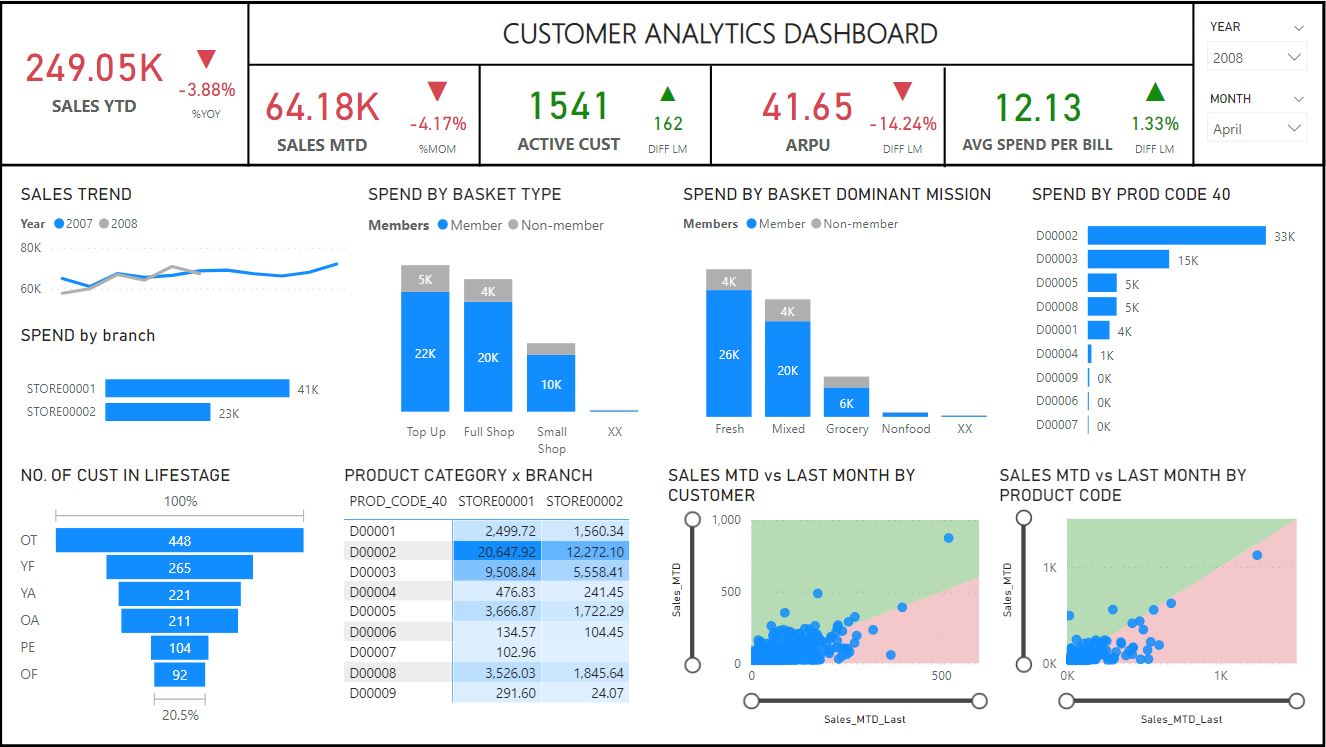 CUSTOMER ANALYTICS DASHBOARD
249.05K
-3.88%
SALES YTD
%YOY
64.18K
-4.17%
SALES MTD
%MOM
1541
162
ACTIVE CUST
DIFF LM
41.65
-14.24%
ARPU
DIFF LM
12.13
1.33%
AVG SPEND PER BILL
DIFF LM
YEAR
2008
MONTH
April
SALES TREND
Year 2007 2008
80K
60K
SPEND by branch
STORE00001 41K
STORE00002 23K
SPEND BY BASKET TYPE
Members Member Non-member
5K
4K
22K
20K
10K
Top Up Full Shop Small Shop XX
SPEND BY BASKET DOMINANT MISSION
Members Member Non-member
4K
4K
26K
20K
6K
Fresh Mixed Grocery Nonfood XX
SPEND BY PROD CODE 40
D00002 33K
D00003 15K
D00005 5K
D00008 5K
D00001 4K
D00004 1K
D00009 0K
D00006 0K
D00007 0K
NO. OF CUST IN LIFESTAGE
100%
OT 448
YF 265
YA 221
OA 211
PE 104
OF 92
20.5%
PRODUCT CATEGORY x BRANCH
PROD_CODE_40 STORE00001 STORE00002
D00001 2,499.72 1,560.34
D00002 20,647.92 12,272.10
D00003 9,508.84 5,558.41
D00004 476.83 241.45
D00005 3,666.87 1,722.29
D00006 134.57 104.45
D00007 102.96
D00008 3,526.03 1,845.64
D00009 291.60 24.07
SALES MTD vs LAST MONTH BY
CUSTOMER
1,000
500
0
Sales_MTD
0 500
Sales_MTD_Last
SALES MTD vs LAST MONTH BY
PRODUCT CODE
1K
0K
Sales_MTD
0K 1K
Sales_MTD_Last